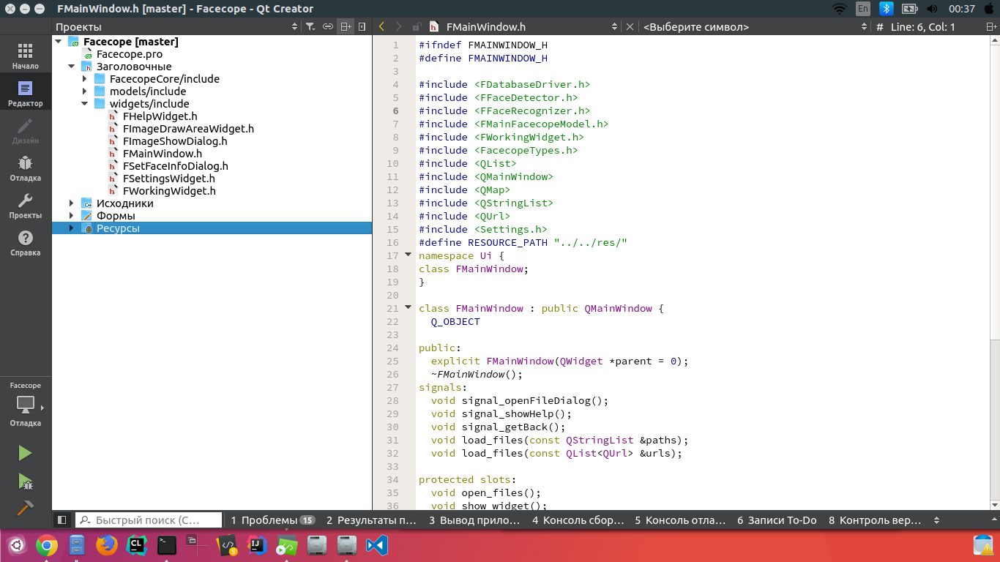 FMainWindow.h [master] - Facecope - Qt Creator
En
00:37
Проекты
FMainWindow.h
<Выберите символ>
# Line: 6, Col: 1
Начало
Редактор
Дизайн
Отладка
Проекты
Справка
Facecope
Отладка
Facecope [master]
Facecope.pro
Заголовочные
FacecopeCore/include
models/include
widgets/include
FHelpWidget.h
FImageDrawAreaWidget.h
FImageShowDialog.h
FMainWindow.h
FSetFaceInfoDialog.h
FSettingsWidget.h
FWorkingWidget.h
Исходники
Формы
Ресурсы
1 #ifndef FMAINWINDOW_H
2 #define FMAINWINDOW_H
3
4 #include <FDatabaseDriver.h>
5 #include <FFaceDetector.h>
6 #include <FFaceRecognizer.h>
7 #include <FMainFacecopeModel.h>
8 #include <FWorkingWidget.h>
9 #include <FacecopeTypes.h>
10 #include <QList>
11 #include <QMainWindow>
12 #include <QMap>
13 #include <QStringList>
14 #include <QUrl>
15 #include <Settings.h>
16 #define RESOURCE_PATH "../../res/"
17 namespace Ui {
18 class FMainWindow;
19 }
20
21 class FMainWindow : public QMainWindow {
22 Q_OBJECT
23
24 public:
25 explicit FMainWindow(QWidget *parent = 0);
26 ~FMainWindow();
27 signals:
28 void signal_openFileDialog();
29 void signal_showHelp();
30 void signal_getBack();
31 void load_files(const QStringList &paths);
32 void load_files(const QList<QUrl> &urls);
33
34 protected slots:
35 void open_files();
36 void show_widget();
Быстрый поиск (С…
1 Проблемы 15
2 Результаты п…
3 Вывод прило…
4 Консоль сбор…
5 Консоль отла…
6 Записи To-Do
8 Контроль вер…
CL
>_
S
IJ